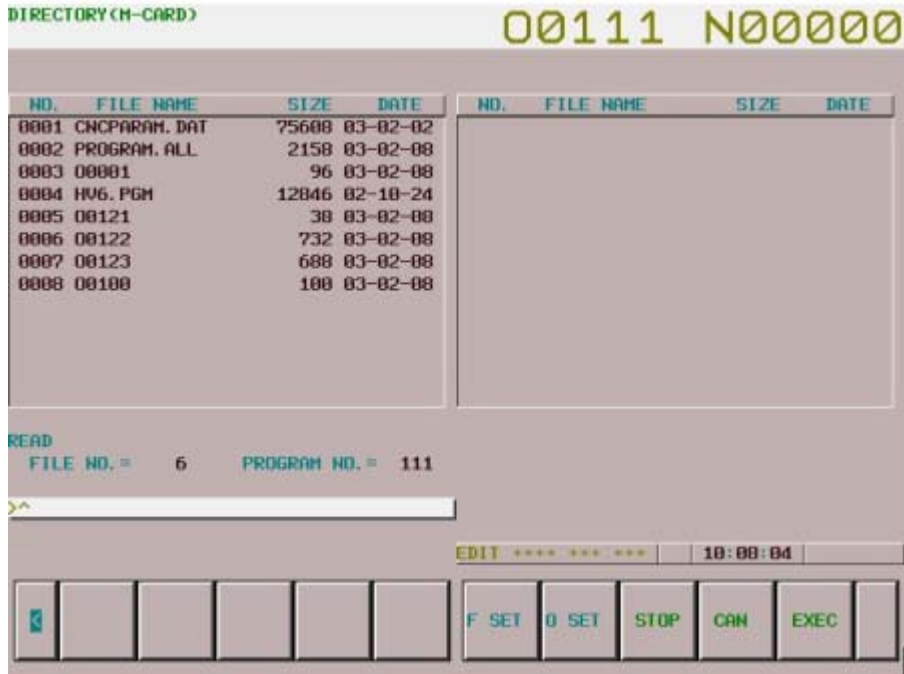 DIRECTORY(M-CARD) O0111 N00000
NO. FILE NAME SIZE DATE NO. FILE NAME SIZE DATE
0001 CNCPARAM.DAT 75608 03-02-02
0002 PROGRAM.ALL 2158 03-02-08
0003 O0001 96 03-02-08
0004 HV6.PGM 12846 02-10-24
0005 O0121 38 03-02-08
0006 O0122 732 03-02-08
0007 O0123 688 03-02-08
0008 O0100 100 03-02-08
READ
FILE NO.= 6 PROGRAM NO.= 111
>^
EDIT **** *** *** 10:00:04
< F SET O SET STOP CAN EXEC